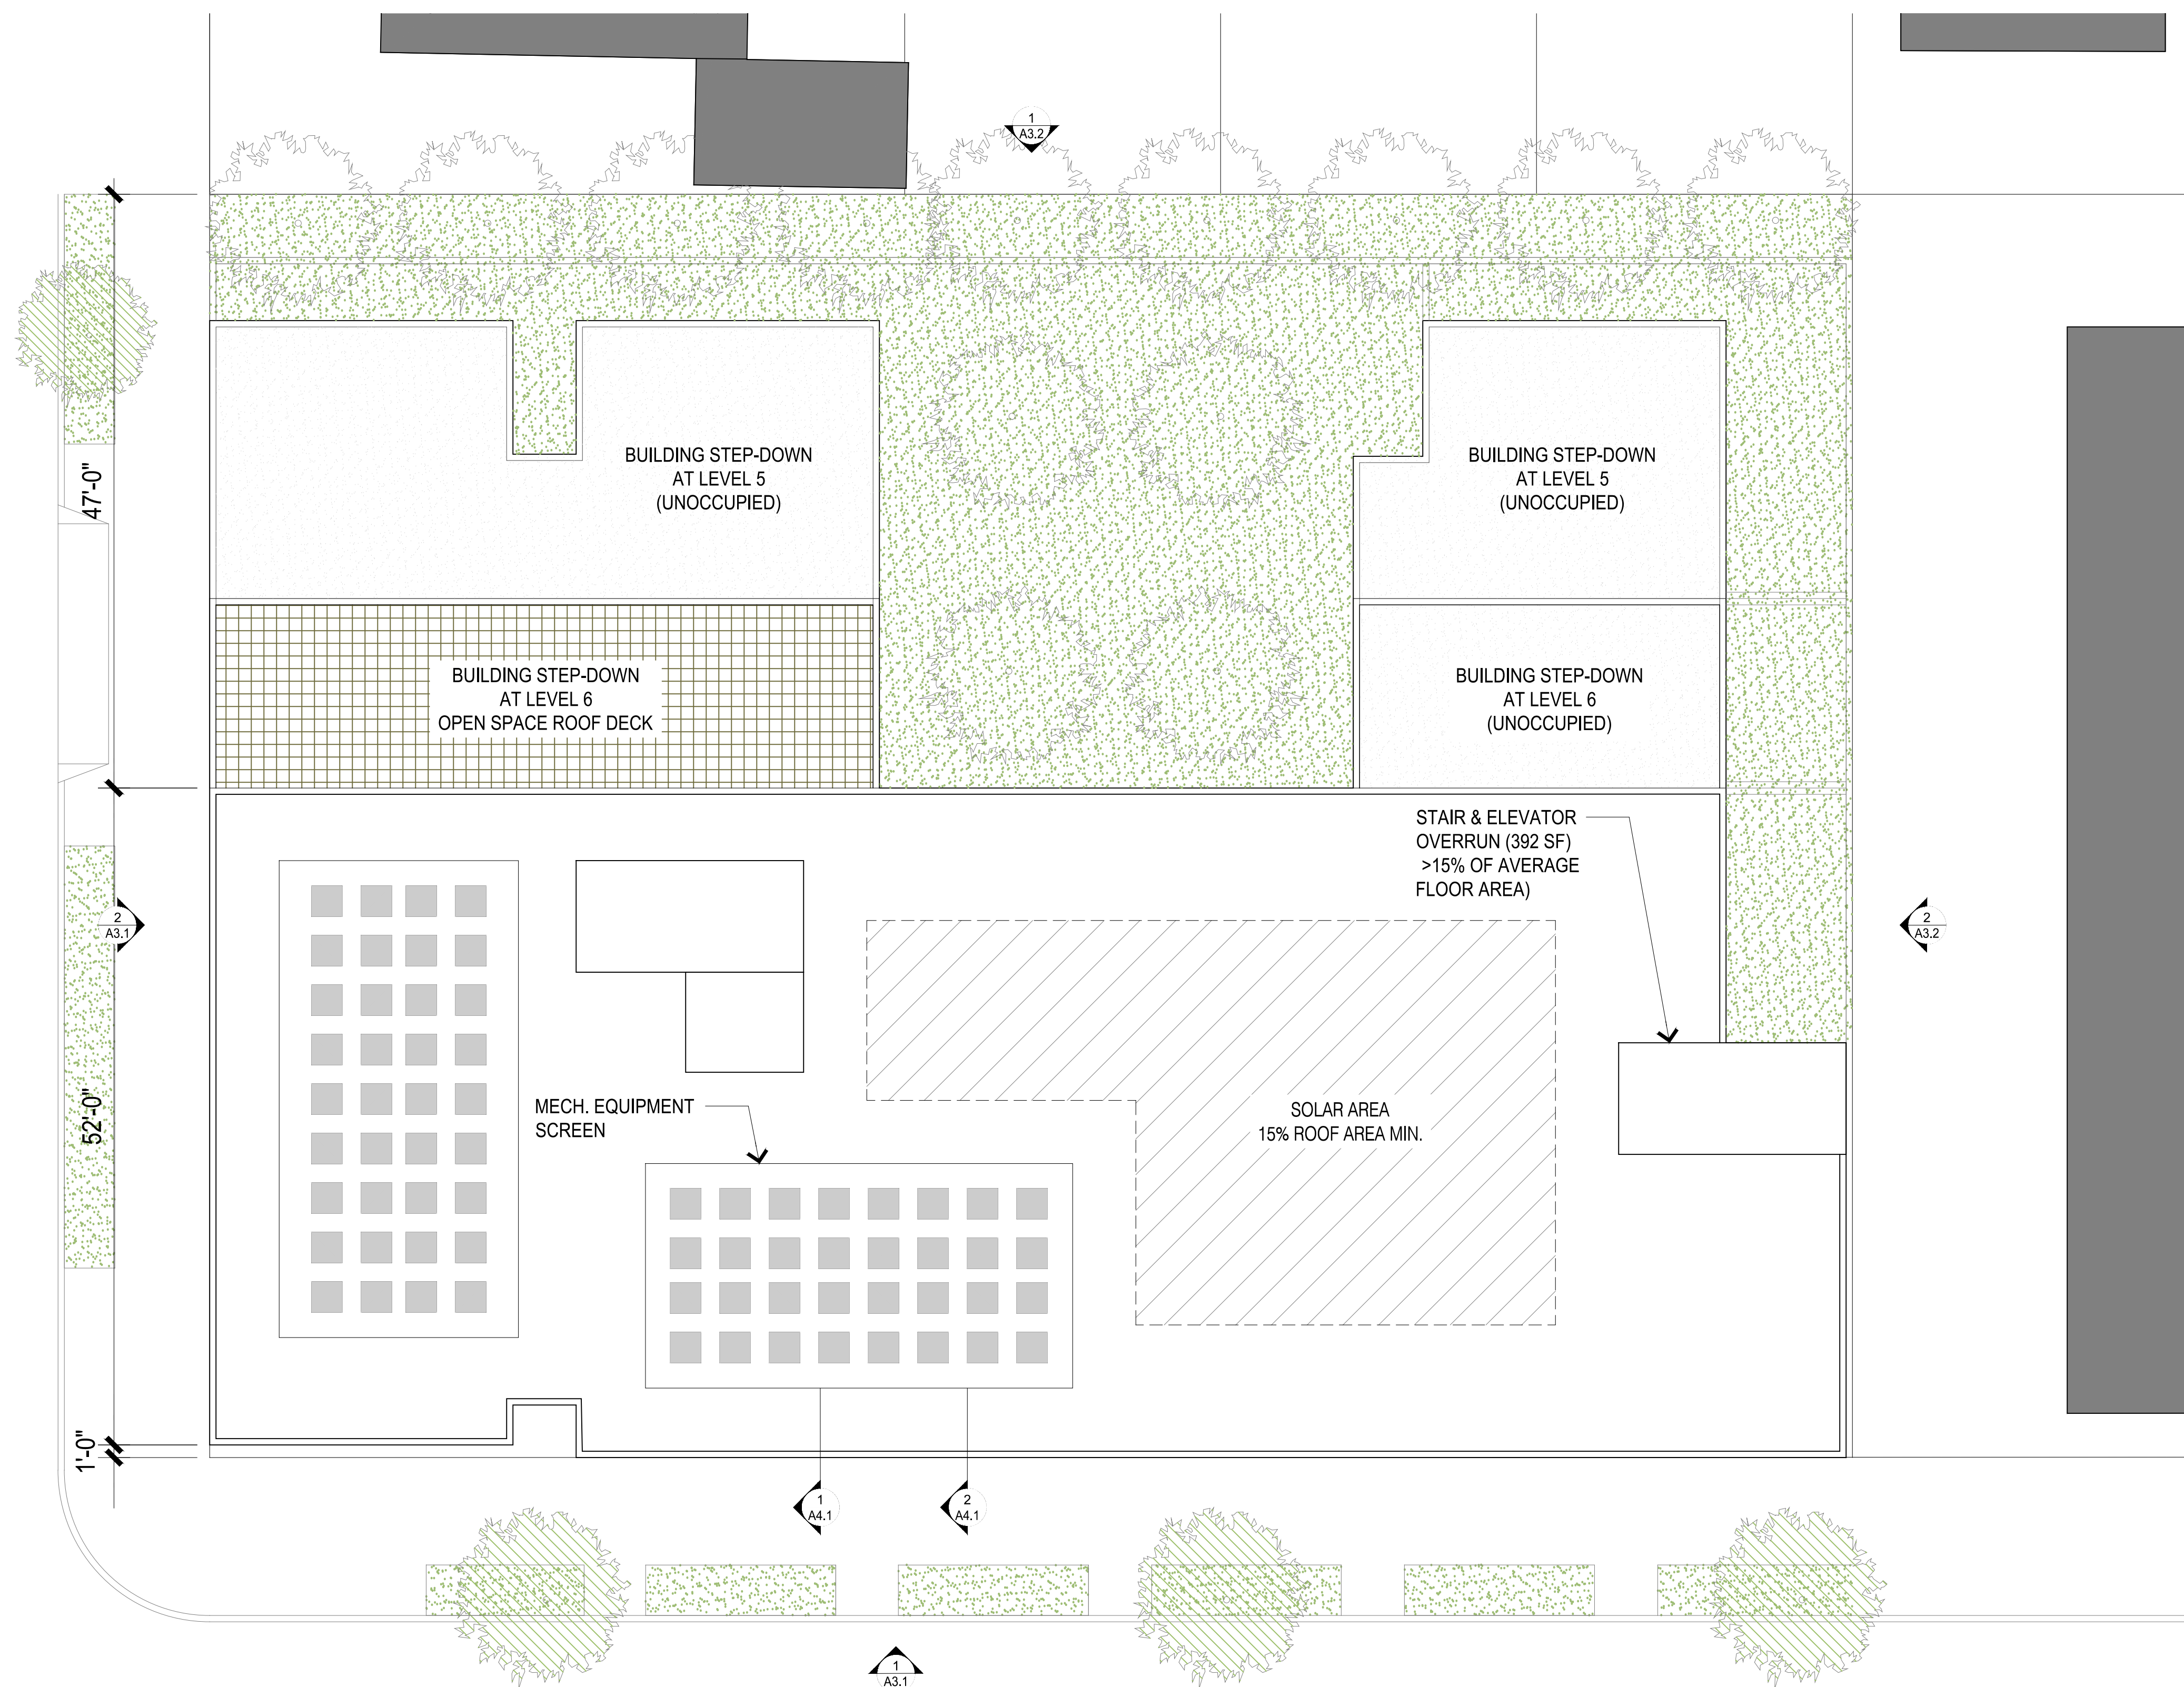 1
A3.2
47'-0"
BUILDING STEP-DOWN
AT LEVEL 5
(UNOCCUPIED)
BUILDING STEP-DOWN
AT LEVEL 5
(UNOCCUPIED)
BUILDING STEP-DOWN
AT LEVEL 6
OPEN SPACE ROOF DECK
BUILDING STEP-DOWN
AT LEVEL 6
(UNOCCUPIED)
STAIR & ELEVATOR
OVERRUN (392 SF)
>15% OF AVERAGE
FLOOR AREA)
2
A3.1
2
A3.2
52'-0"
MECH. EQUIPMENT
SCREEN
SOLAR AREA
15% ROOF AREA MIN.
1'-0"
1
A4.1
2
A4.1
1
A3.1